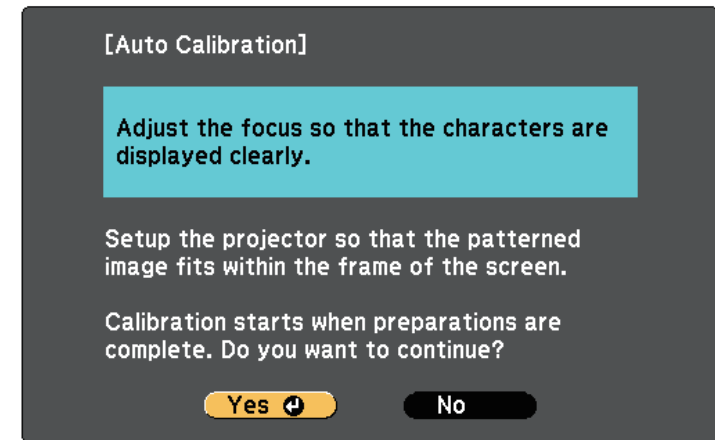 [Auto Calibration]
Adjust the focus so that the characters are
displayed clearly.
Setup the projector so that the patterned
image fits within the frame of the screen.
Calibration starts when preparations are
complete. Do you want to continue?
Yes No